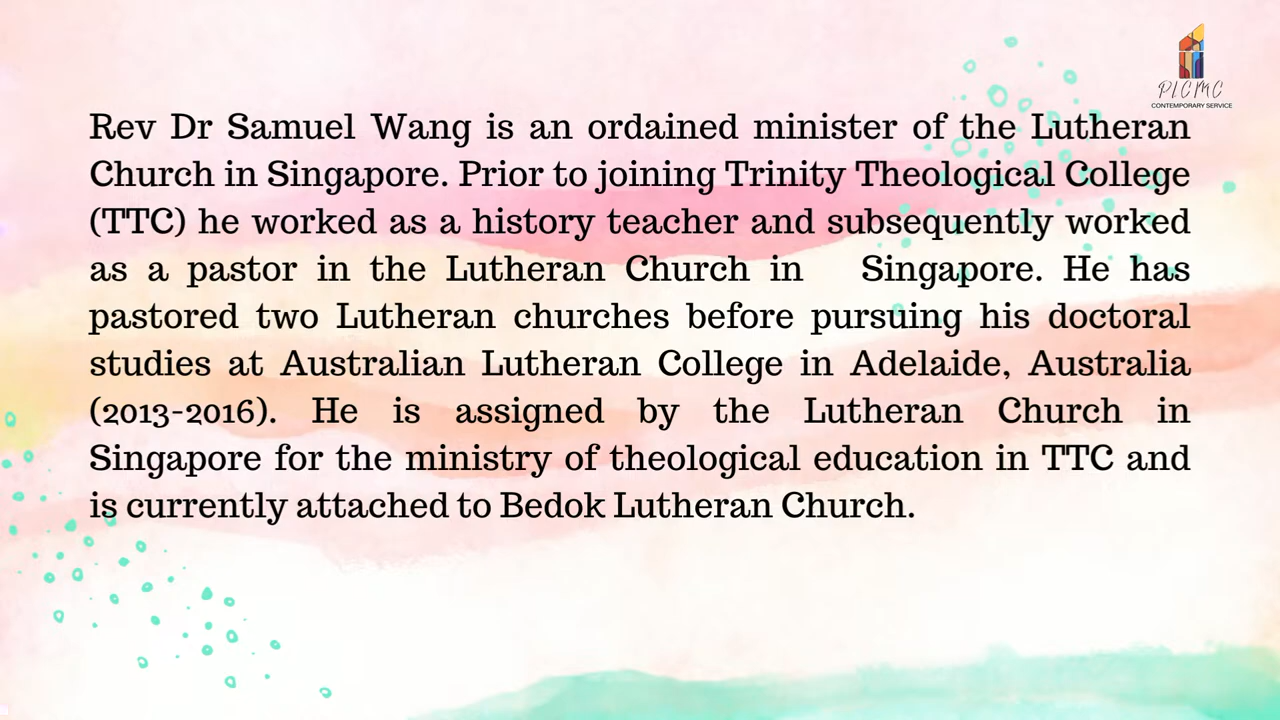 PLCMC
CONTEMPORARY SERVICE
Rev Dr Samuel Wang is an ordained minister of the Lutheran
Church in Singapore. Prior to joining Trinity Theological College
(TTC) he worked as a history teacher and subsequently worked
as a pastor in the Lutheran Church in Singapore. He has
pastored two Lutheran churches before pursuing his doctoral
studies at Australian Lutheran College in Adelaide, Australia
(2013-2016). He is assigned by the Lutheran Church in
Singapore for the ministry of theological education in TTC and
is currently attached to Bedok Lutheran Church.